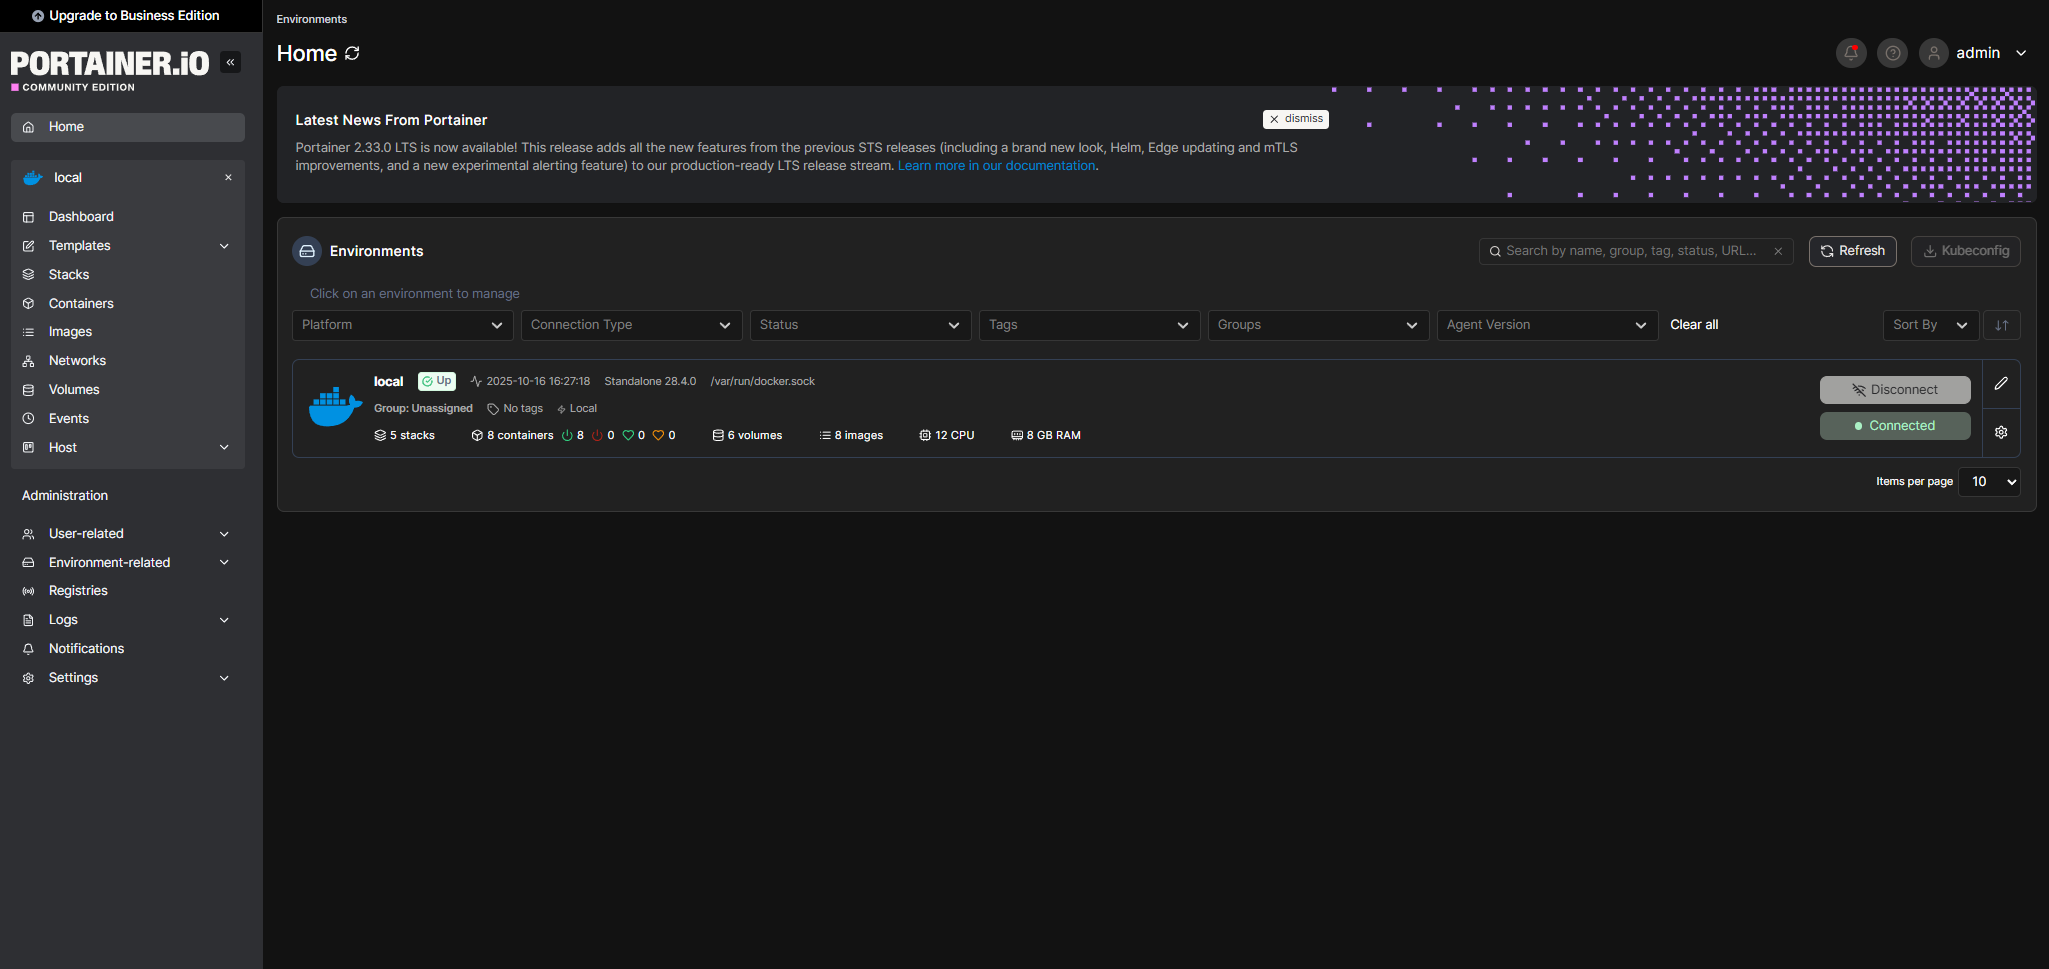 Upgrade to Business Edition
PORTAINER.iO
COMMUNITY EDITION
Home
local
Dashboard
Templates
Stacks
Containers
Images
Networks
Volumes
Events
Host
Administration
User-related
Environment-related
Registries
Logs
Notifications
Settings
Environments
Home
admin
Latest News From Portainer
dismiss
Portainer 2.33.0 LTS is now available! This release adds all the new features from the previous STS releases (including a brand new look, Helm, Edge updating and mTLS
improvements, and a new experimental alerting feature) to our production-ready LTS release stream. Learn more in our documentation.
Environments
Search by name, group, tag, status, URL...
Refresh
Kubeconfig
Click on an environment to manage
Platform
Connection Type
Status
Tags
Groups
Agent Version
Clear all
Sort By
local Up 2025-10-16 16:27:18 Standalone 28.4.0 /var/run/docker.sock
Group: Unassigned No tags Local
5 stacks 8 containers 8 0 0 0 6 volumes 8 images 12 CPU 8 GB RAM
Disconnect
Connected
Items per page 10